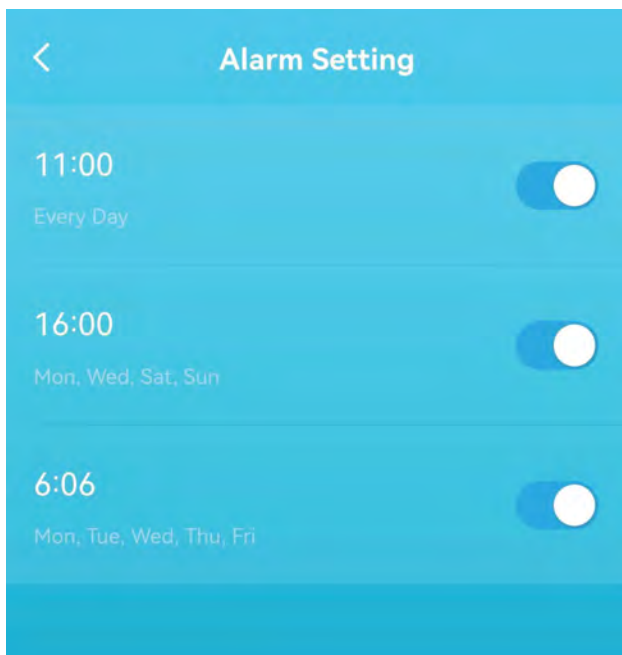 Alarm Setting
11:00
Every Day
16:00
Mon, Wed, Sat, Sun
6:06
Mon, Tue, Wed, Thu, Fri